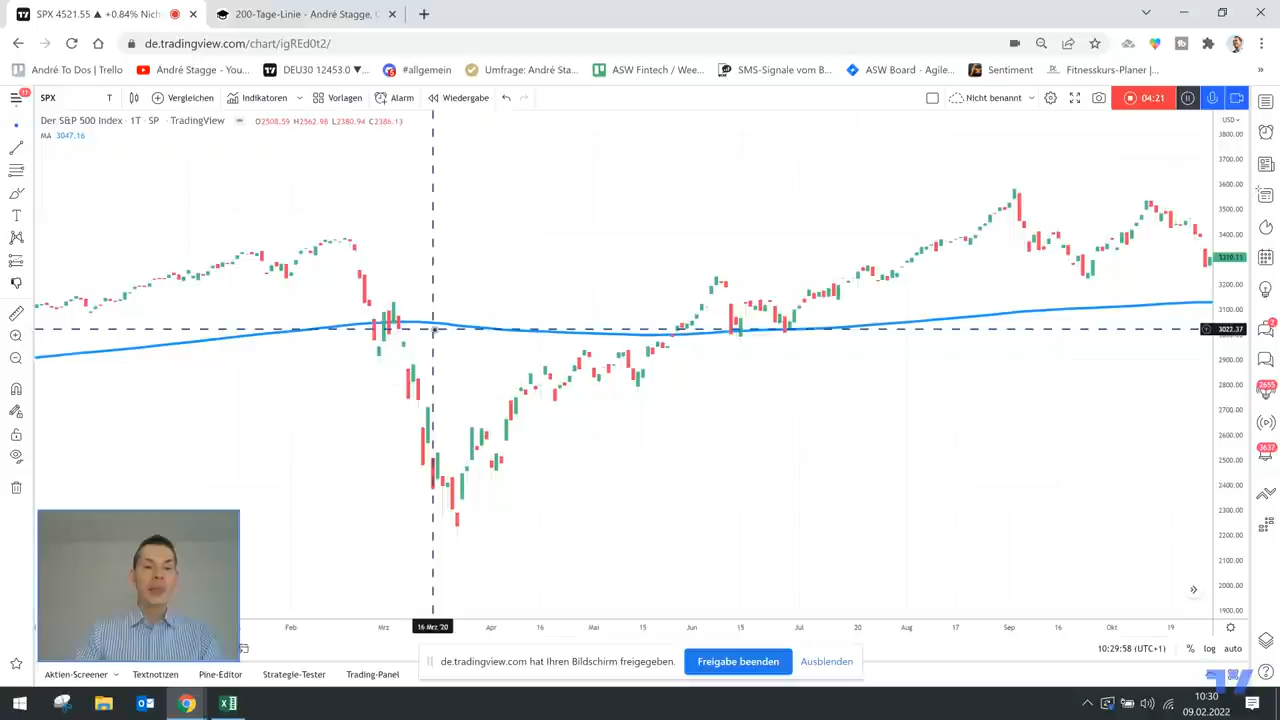 SPX 4521.55 ▲ +0.84% Nich
200-Tage-Linie - André Stagge, C
de.tradingview.com/chart/igREd0t2/
André To Dos | Trello
André Stagge - You...
DEU30 12453.0 ▼...
#allgemein
Umfrage: André St...
ASW Fintech / Wee...
SMS-Signale vom B...
ASW Board - Agile...
Sentiment
Fitnesskurs-Planer |...
11
SPX
T
Vergleichen
Indikatoren
Vorlagen
Alarm
Wiedergabe
Nicht benannt
04:21
Der S&P 500 Index · 1T · SP · TradingView
O2508.59 H2562.98 L2380.94 C2386.13
MA 3047.16
USD
3800.00
3700.00
3600.00
3500.00
3400.00
3310.11
3200.00
3100.00
3022.37
2900.00
2800.00
2700.00
2600.00
2500.00
2400.00
2300.00
2200.00
2100.00
2000.00
1900.00
2
2655
3637
Feb
Mrz
16 Mrz '20
Apr
16
Mai
15
Jun
15
Jul
20
Aug
17
Sep
16
Okt
19
10:29:58 (UTC+1)
%
log
auto
de.tradingview.com hat Ihren Bildschirm freigegeben.
Freigabe beenden
Ausblenden
Aktien-Screener
Textnotizen
Pine-Editor
Strategie-Tester
Trading-Panel
10:30
09.02.2022